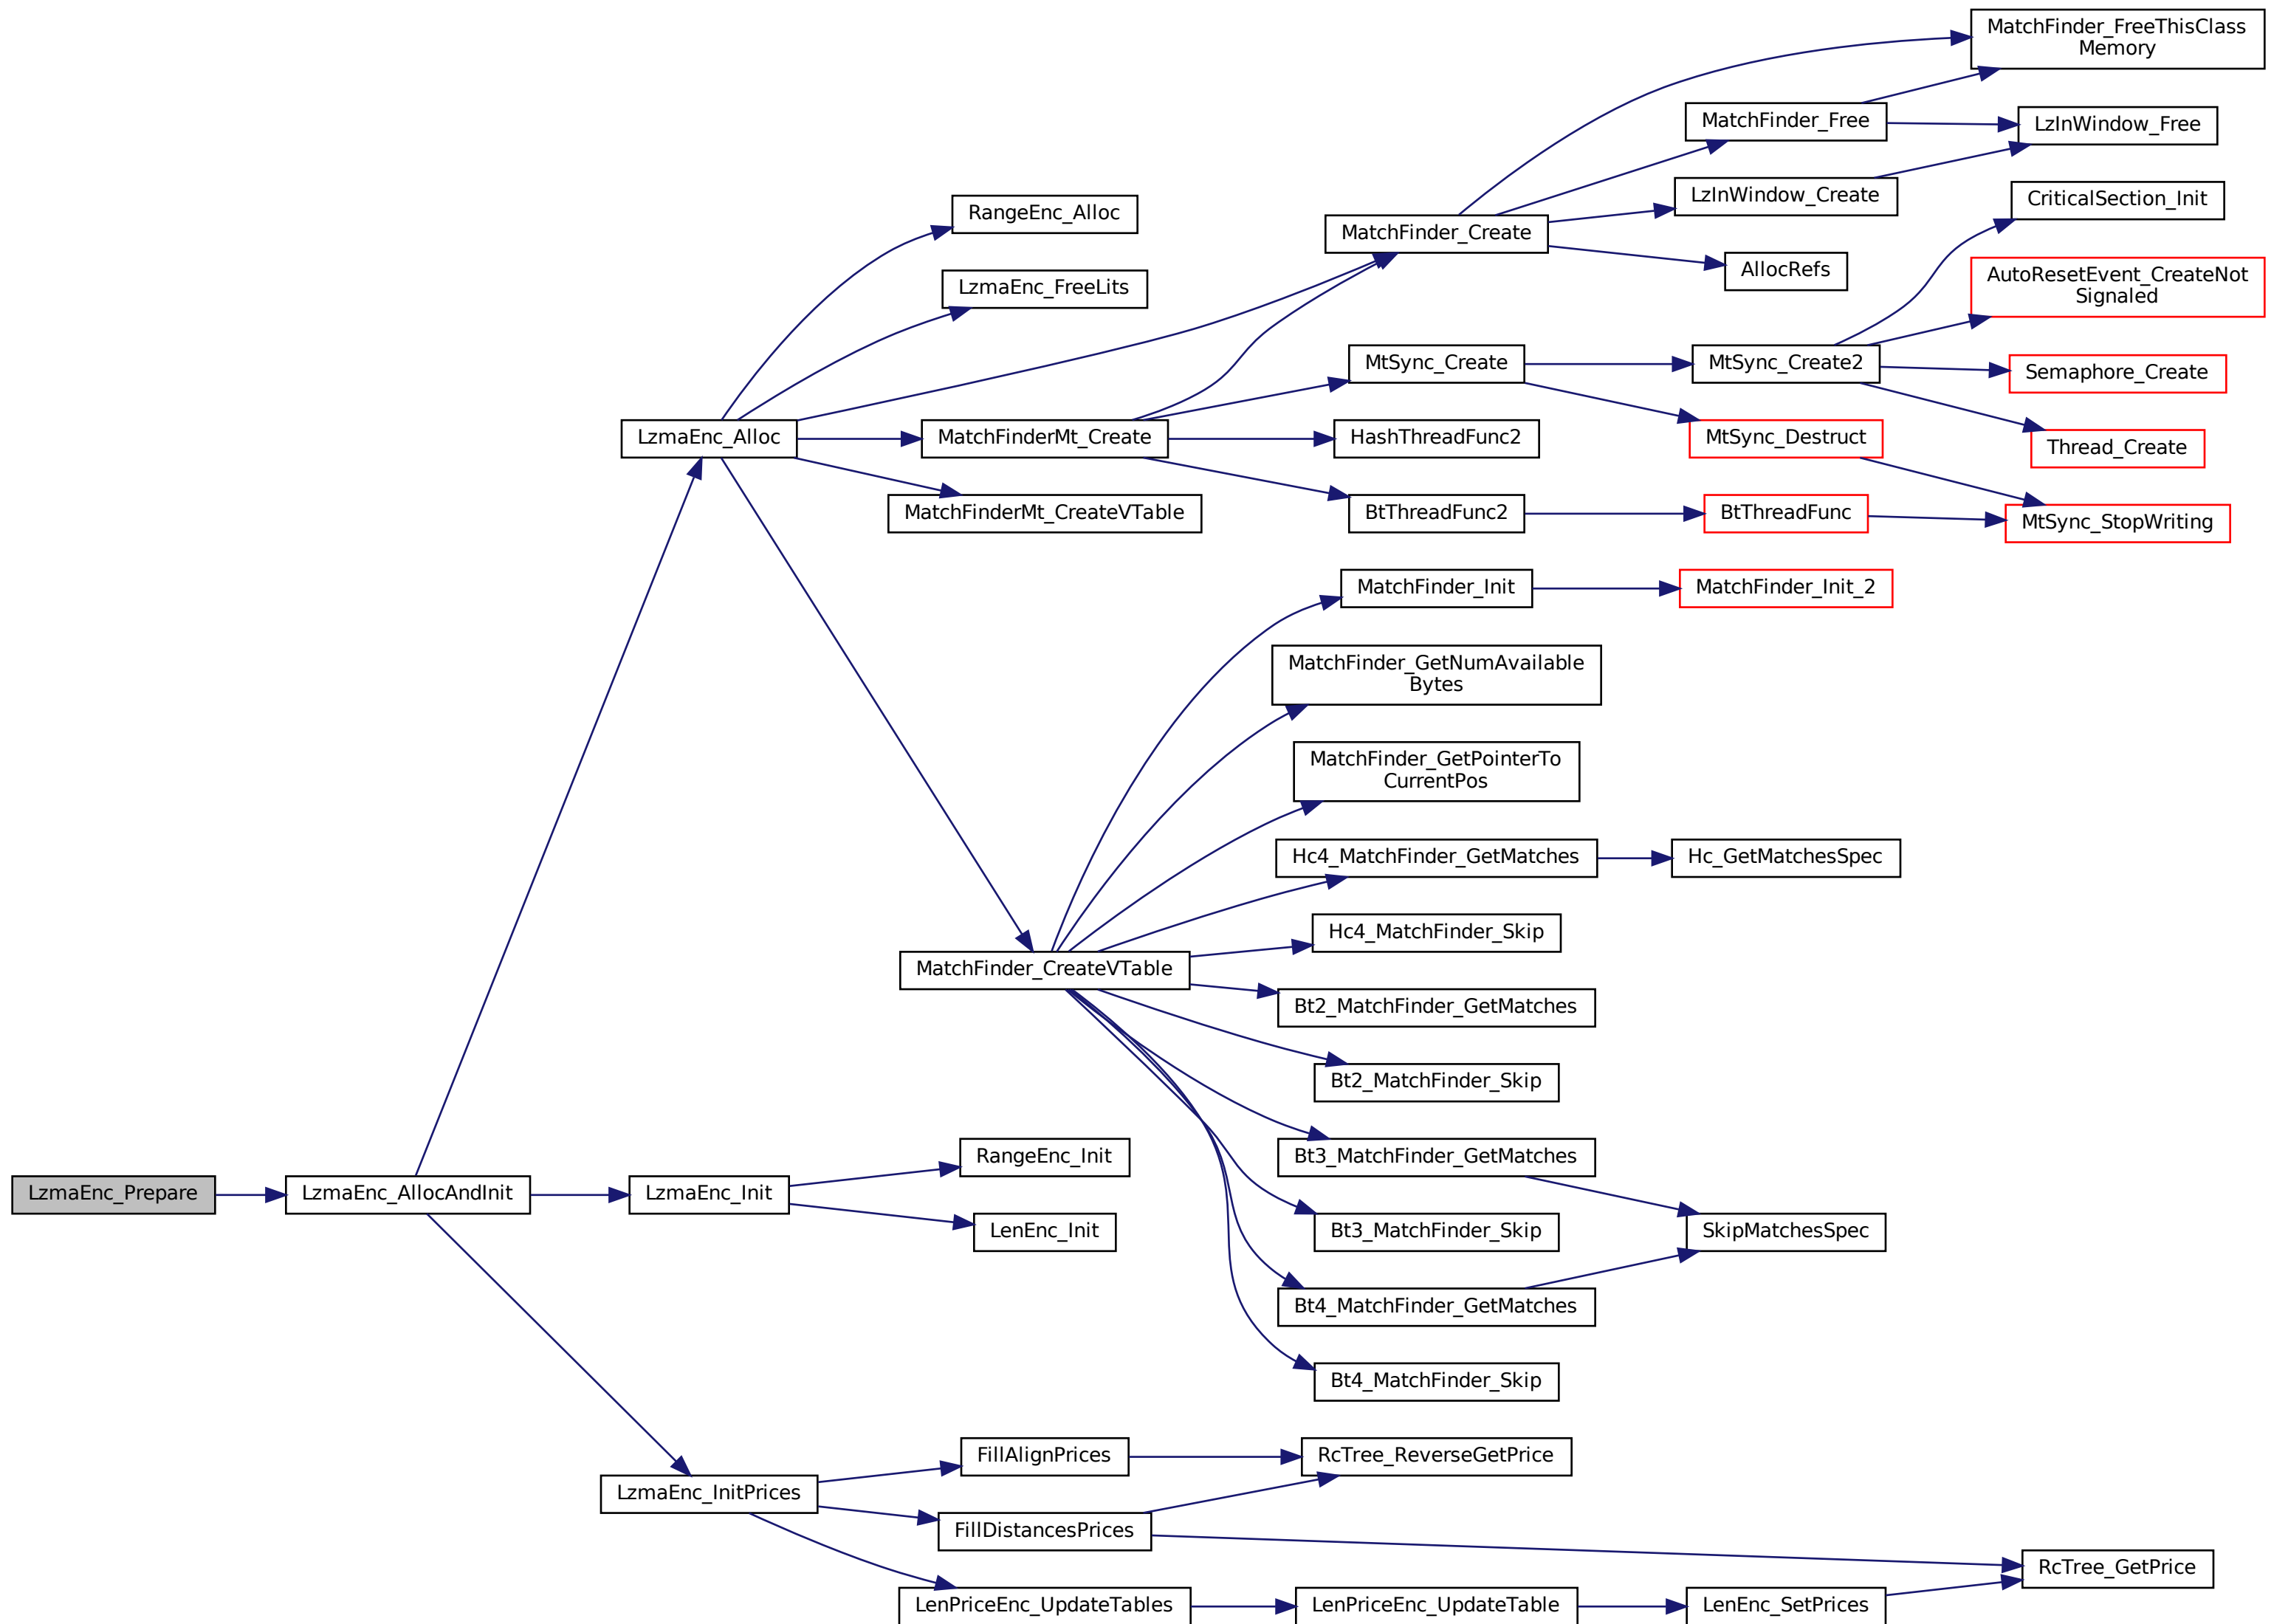 MatchFinder_FreeThisClass
Memory
MatchFinder_Free
LzInWindow_Free
LzInWindow_Create
CriticalSection_Init
RangeEnc_Alloc
MatchFinder_Create
AllocRefs
AutoResetEvent_CreateNot
Signaled
LzmaEnc_FreeLits
MtSync_Create
MtSync_Create2
Semaphore_Create
LzmaEnc_Alloc
MatchFinderMt_Create
HashThreadFunc2
MtSync_Destruct
Thread_Create
MatchFinderMt_CreateVTable
BtThreadFunc2
BtThreadFunc
MtSync_StopWriting
MatchFinder_Init
MatchFinder_Init_2
MatchFinder_GetNumAvailable
Bytes
MatchFinder_GetPointerTo
CurrentPos
Hc4_MatchFinder_GetMatches
Hc_GetMatchesSpec
Hc4_MatchFinder_Skip
MatchFinder_CreateVTable
Bt2_MatchFinder_GetMatches
Bt2_MatchFinder_Skip
Bt3_MatchFinder_GetMatches
RangeEnc_Init
LzmaEnc_Prepare
LzmaEnc_AllocAndInit
LzmaEnc_Init
LenEnc_Init
Bt3_MatchFinder_Skip
SkipMatchesSpec
Bt4_MatchFinder_GetMatches
Bt4_MatchFinder_Skip
FillAlignPrices
RcTree_ReverseGetPrice
LzmaEnc_InitPrices
FillDistancesPrices
RcTree_GetPrice
LenPriceEnc_UpdateTables
LenPriceEnc_UpdateTable
LenEnc_SetPrices